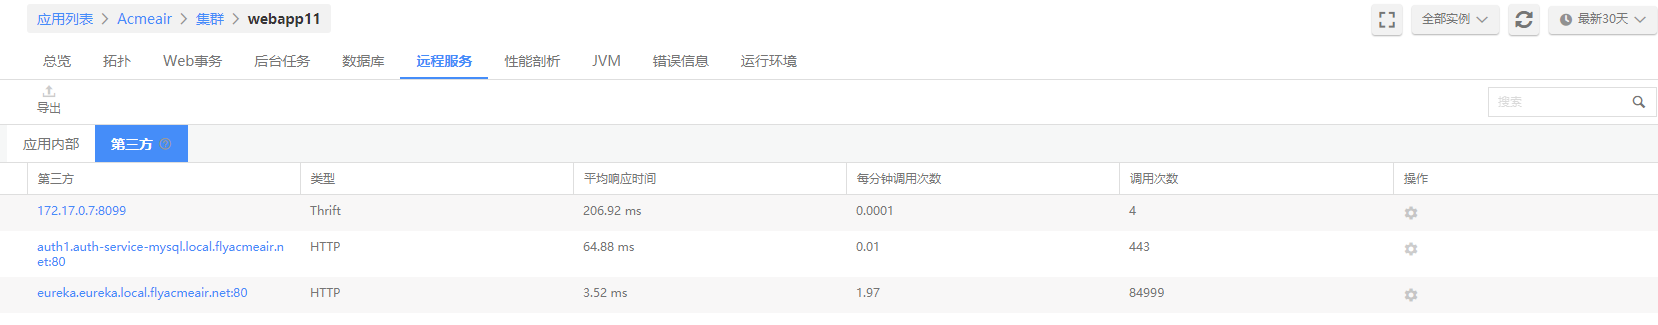 应用列表 > Acmeair > 集群 > webapp11 全部实例 最新30天
总览 拓扑 Web事务 后台任务 数据库 远程服务 性能剖析 JVM 错误信息 运行环境
导出 搜索
应用内部 第三方
第三方 类型 平均响应时间 每分钟调用次数 调用次数 操作
172.17.0.7:8099 Thrift 206.92 ms 0.0001 4
auth1.auth-service-mysql.local.flyacmeair.n HTTP 64.88 ms 0.01 443
et:80
eureka.eureka.local.flyacmeair.net:80 HTTP 3.52 ms 1.97 84999